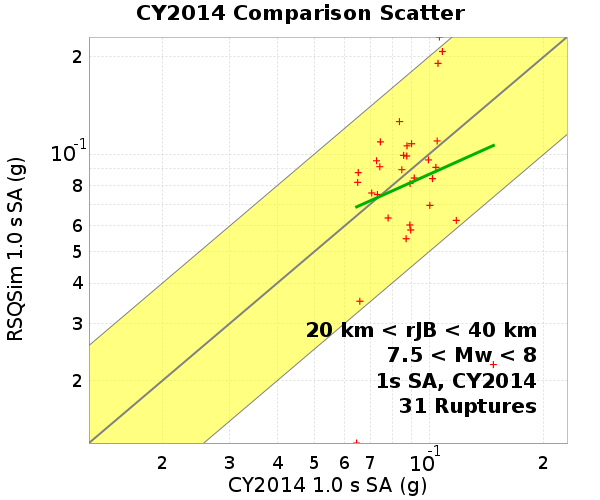 CY2014 Comparison Scatter
RSQSim 1.0 s SA (g)
2
10⁻¹
8
6
5
4
3
2
20 km < rJB < 40 km
7.5 < Mw < 8
1s SA, CY2014
31 Ruptures
2 3 4 5 6 7 10⁻¹ 2
CY2014 1.0 s SA (g)